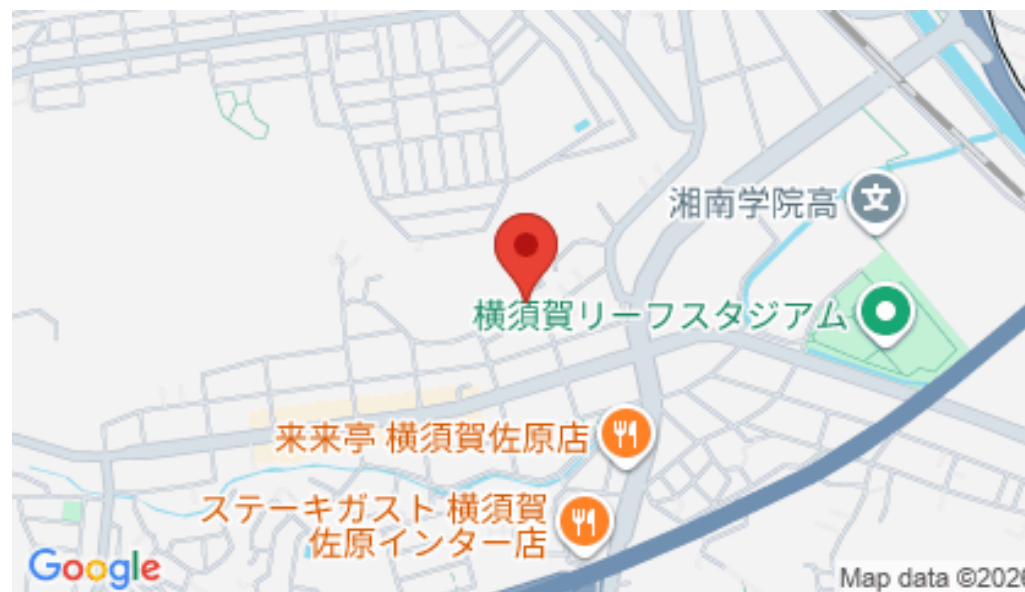 湘南学院高
文
横須賀リーフスタジアム
来来亭 横須賀佐原店
ステーキガスト 横須賀
佐原インター店
Google
Map data ©2026